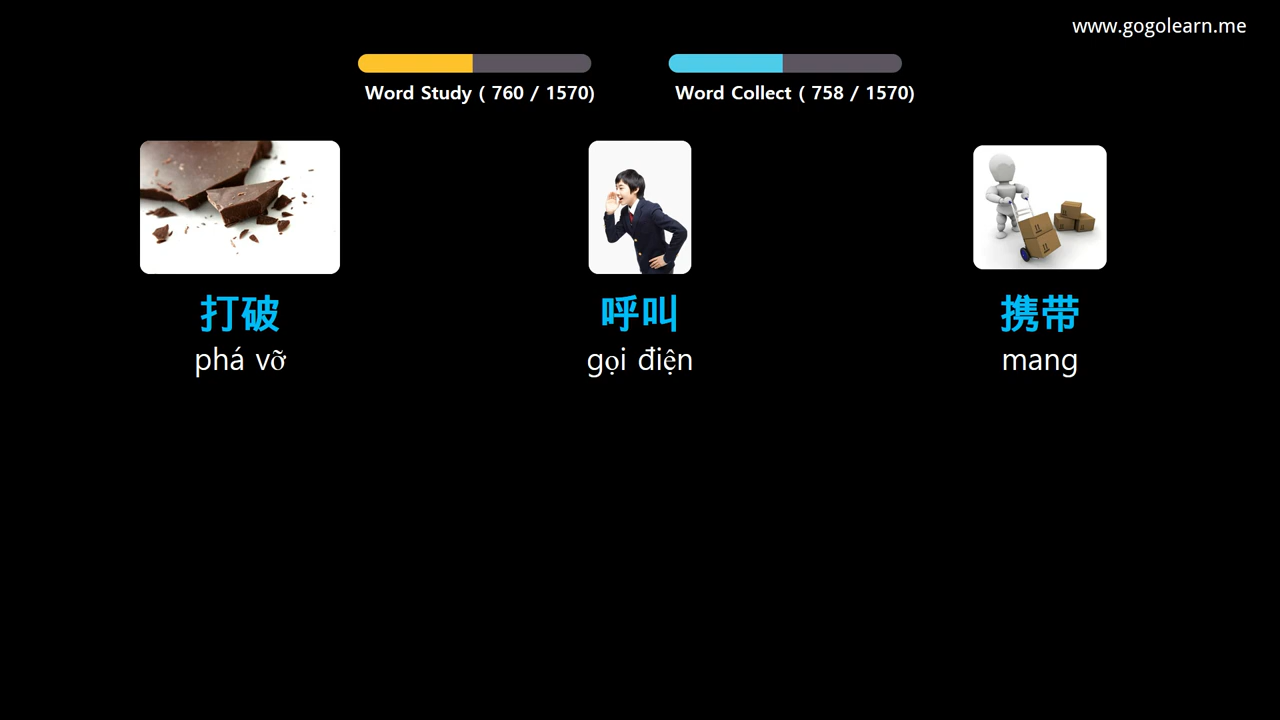 www.gogolearn.me
Word Study ( 760 / 1570)
Word Collect ( 758 / 1570)
打破
呼叫
携带
phá vỡ
gọi điện
mang